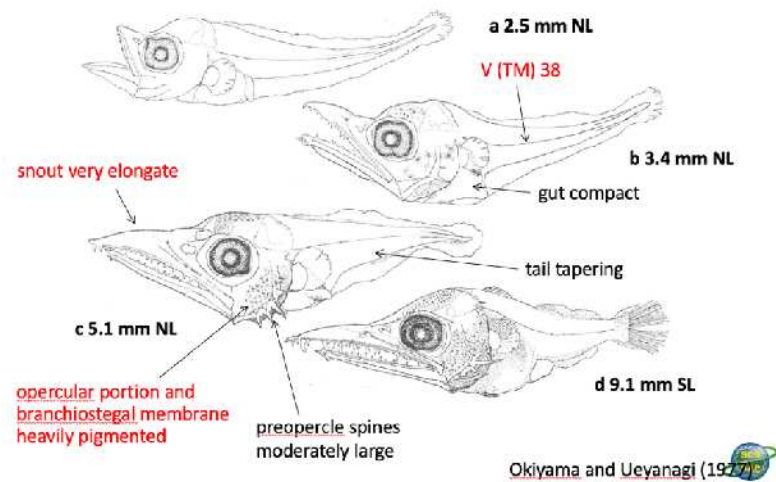 a 2.5 mm NL
V (TM) 38
b 3.4 mm NL
snout very elongate
gut compact
tail tapering
c 5.1 mm NL
d 9.1 mm SL
opercular portion and
branchiostegal membrane
heavily pigmented
preopercle spines
moderately large
Okiyama and Ueyanagi (1977)